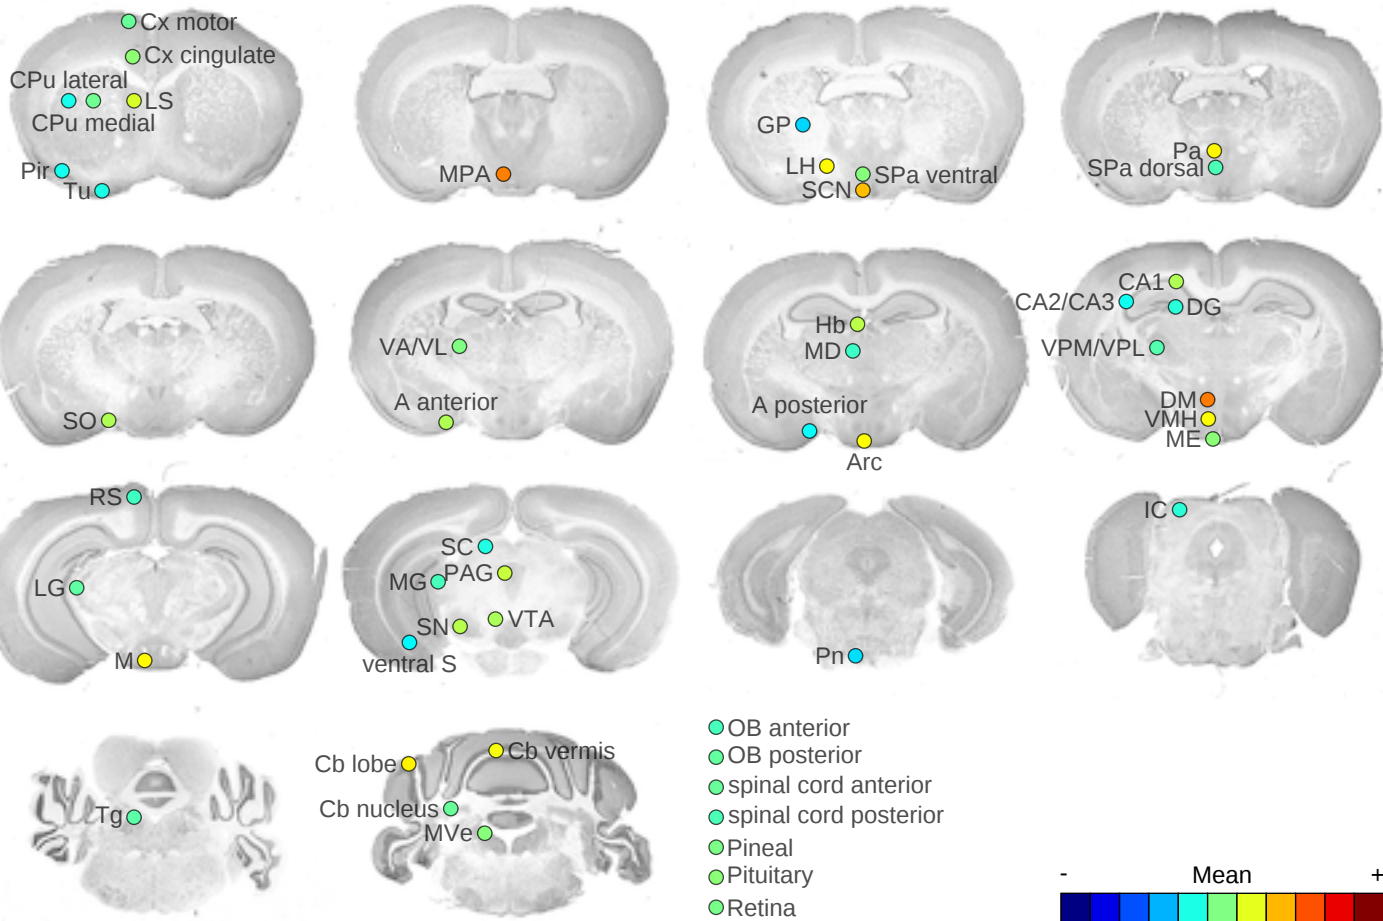 Cx motor
Cx cingulate
CPu lateral
LS
CPu medial
Pir
Tu
MPA
GP
LH
SPa ventral
SCN
Pa
SPa dorsal
SO
VA/VL
A anterior
Hb
MD
A posterior
Arc
CA1
CA2/CA3
DG
VPM/VPL
DM
VMH
ME
RS
LG
M
SC
MG
PAG
SN
VTA
ventral S
Pn
IC
Tg
Cb lobe
Cb vermis
Cb nucleus
MVe
OB anterior
OB posterior
spinal cord anterior
spinal cord posterior
Pineal
Pituitary
Retina
- Mean +